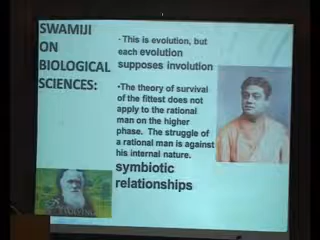 SWAMIJI
ON
BIOLOGICAL
SCIENCES:
· This is evolution, but
each evolution
supposes involution
•The theory of survival
of the fittest does not
apply to the rational
man on the higher
phase. The struggle of
a rational man is against
his internal nature.
symbiotic
relationships